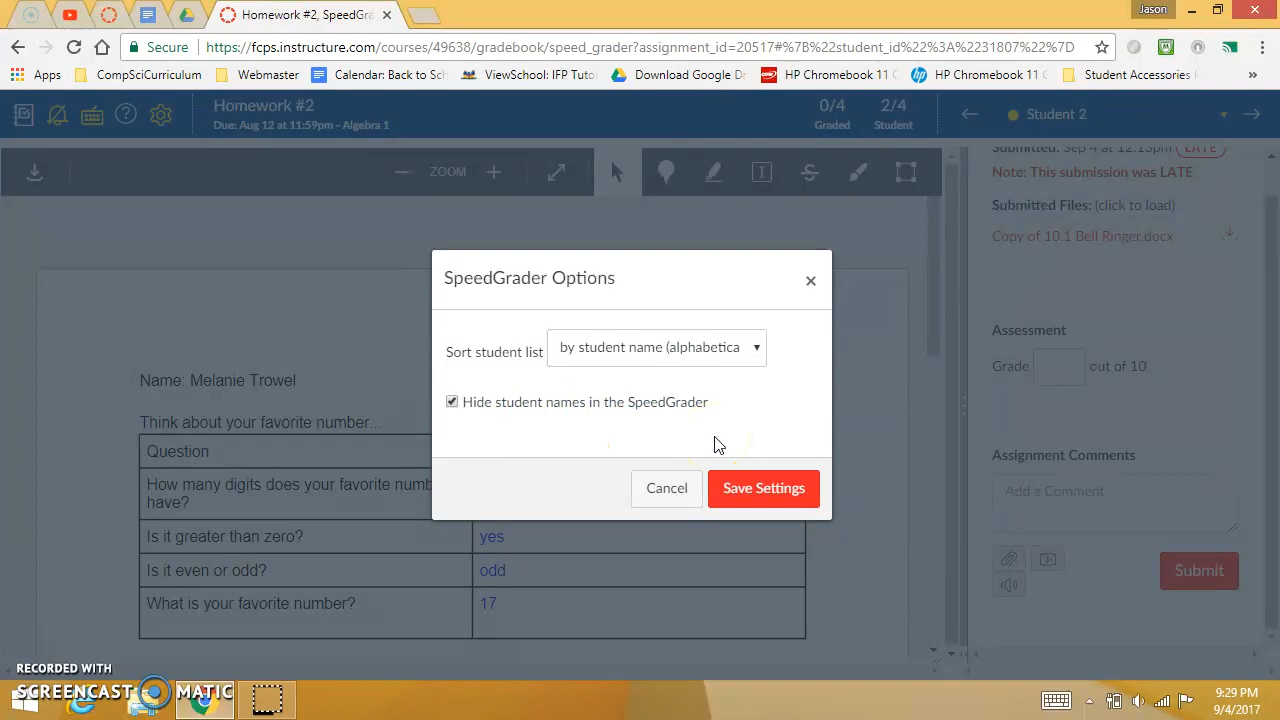 Homework #2, SpeedGra
Jason
Secure
https://fcps.instructure.com/courses/49630/gradebook/speed_grader?assignment_id=20517#%7B%22student_id%22%3A%2231807%22%7D
Apps
CompSciCurriculum
Webmaster
Calendar: Back to Sch
ViewSchool: IFP Tutor
Download Google Dr
HP Chromebook 11 G
HP Chromebook 11 G
Student Accessories F
»
Homework #2
Due: Aug 12 at 11:59pm - Algebra 1
0/4
Graded
2/4
Student
Student 2
ZOOM
Submitted: Sep 4 at 12:13pm LATE
Note: This submission was LATE
Submitted Files: (click to load)
Copy of 10.1 Bell Ringer.docx
SpeedGrader Options
×
Sort student list by student name (alphabetica
Hide student names in the SpeedGrader
Cancel
Save Settings
Name: Melanie Trowel
Think about your favorite number...
Question
How many digits does your favorite numb
have?
Is it greater than zero? yes
Is it even or odd? odd
What is your favorite number? 17
Assessment
Grade out of 10
Assignment Comments
Add a Comment
Submit
RECORDED WITH
SCREENCAST MATIC
9:29 PM
9/4/2017